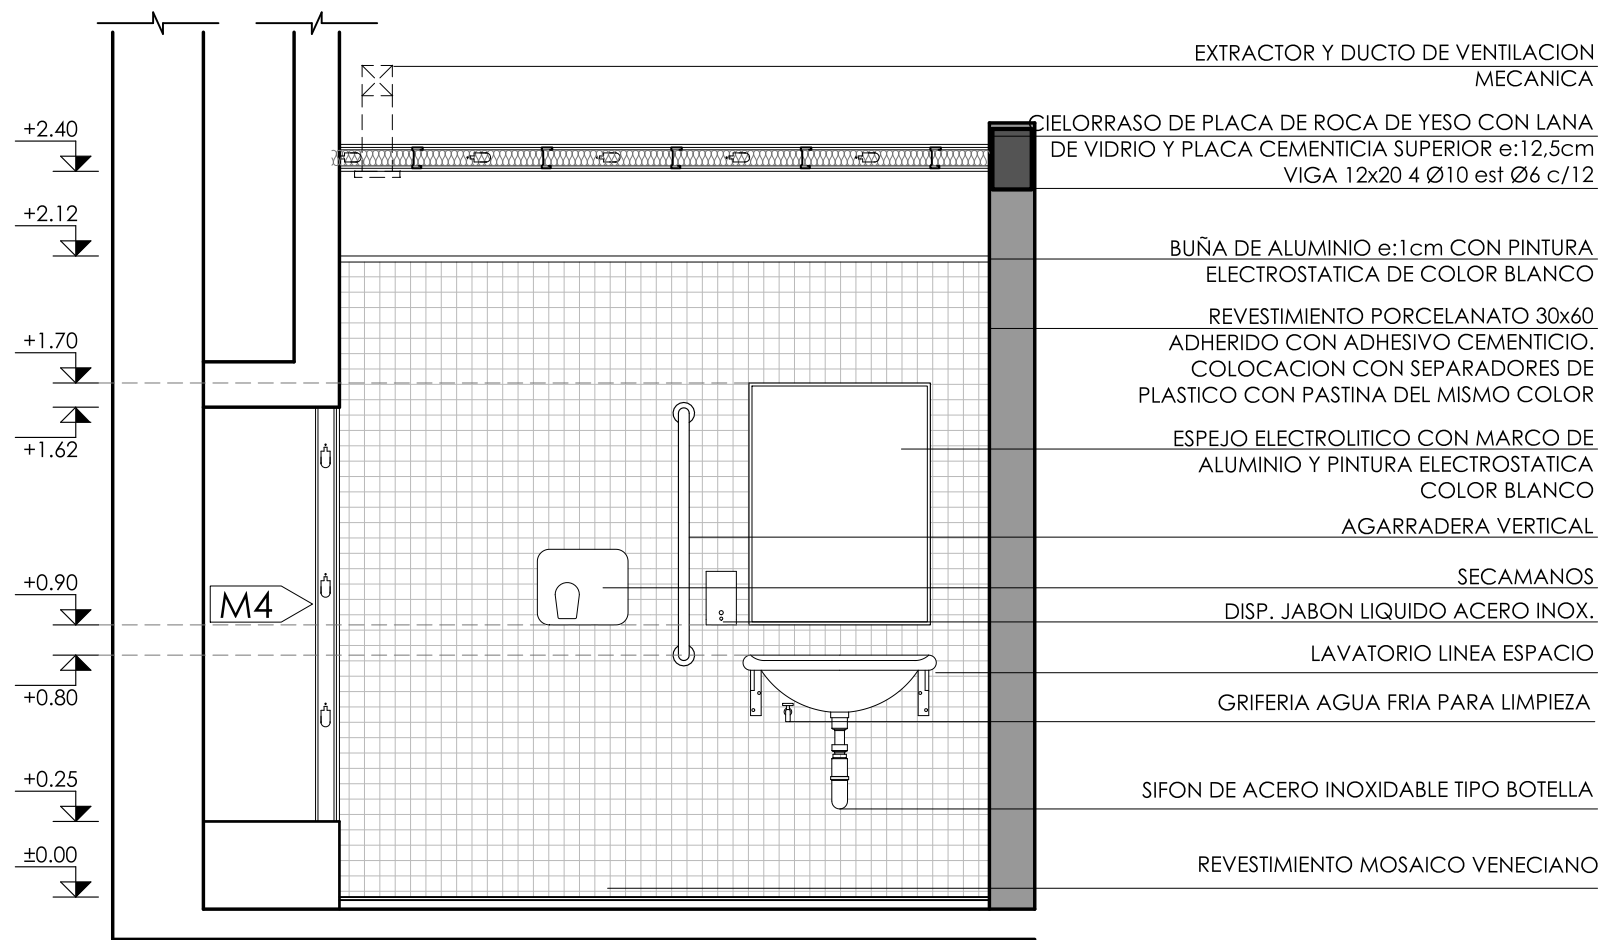 EXTRACTOR Y DUCTO DE VENTILACION
MECANICA
+2.40
CIELORRASO DE PLACA DE ROCA DE YESO CON LANA
DE VIDRIO Y PLACA CEMENTICIA SUPERIOR e:12,5cm
VIGA 12x20 4 Ø10 est Ø6 c/12
+2.12
BUÑA DE ALUMINIO e:1cm CON PINTURA
ELECTROSTATICA DE COLOR BLANCO
REVESTIMIENTO PORCELANATO 30x60
ADHERIDO CON ADHESIVO CEMENTICIO.
COLOCACION CON SEPARADORES DE
PLASTICO CON PASTINA DEL MISMO COLOR
+1.70
+1.62
ESPEJO ELECTROLITICO CON MARCO DE
ALUMINIO Y PINTURA ELECTROSTATICA
COLOR BLANCO
AGARRADERA VERTICAL
+0.90
SECAMANOS
M4
DISP. JABON LIQUIDO ACERO INOX.
LAVATORIO LINEA ESPACIO
+0.80
GRIFERIA AGUA FRIA PARA LIMPIEZA
+0.25
SIFON DE ACERO INOXIDABLE TIPO BOTELLA
±0.00
REVESTIMIENTO MOSAICO VENECIANO